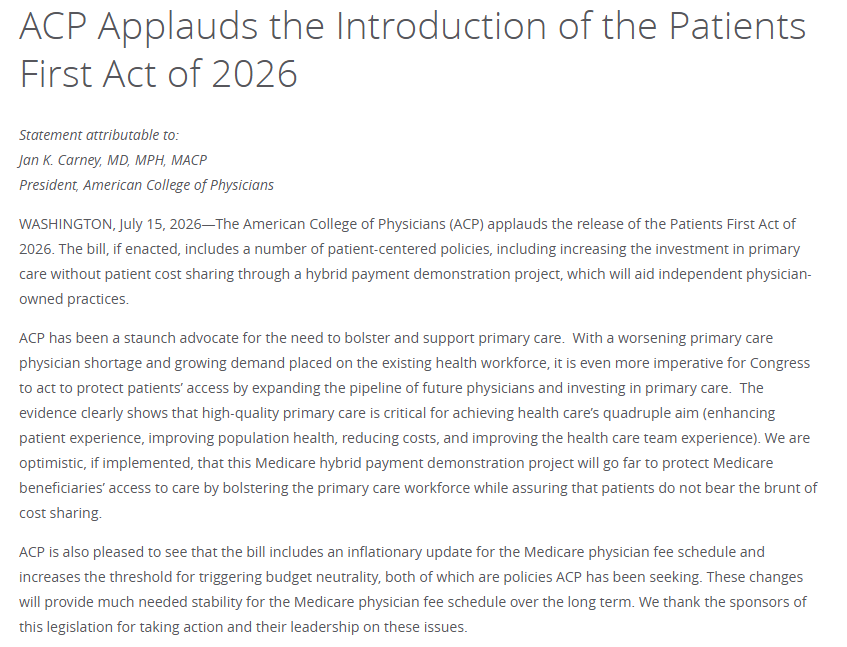 ACP Applauds the Introduction of the Patients
First Act of 2026
Statement attributable to:
Jan K. Carney, MD, MPH, MACP
President, American College of Physicians
WASHINGTON, July 15, 2026—The American College of Physicians (ACP) applauds the release of the Patients First Act of
2026. The bill, if enacted, includes a number of patient-centered policies, including increasing the investment in primary
care without patient cost sharing through a hybrid payment demonstration project, which will aid independent physician-
owned practices.
ACP has been a staunch advocate for the need to bolster and support primary care.  With a worsening primary care
physician shortage and growing demand placed on the existing health workforce, it is even more imperative for Congress
to act to protect patients’ access by expanding the pipeline of future physicians and investing in primary care.  The
evidence clearly shows that high-quality primary care is critical for achieving health care’s quadruple aim (enhancing
patient experience, improving population health, reducing costs, and improving the health care team experience). We are
optimistic, if implemented, that this Medicare hybrid payment demonstration project will go far to protect Medicare
beneficiaries’ access to care by bolstering the primary care workforce while assuring that patients do not bear the brunt of
cost sharing.
ACP is also pleased to see that the bill includes an inflationary update for the Medicare physician fee schedule and
increases the threshold for triggering budget neutrality, both of which are policies ACP has been seeking. These changes
will provide much needed stability for the Medicare physician fee schedule over the long term. We thank the sponsors of
this legislation for taking action and their leadership on these issues.